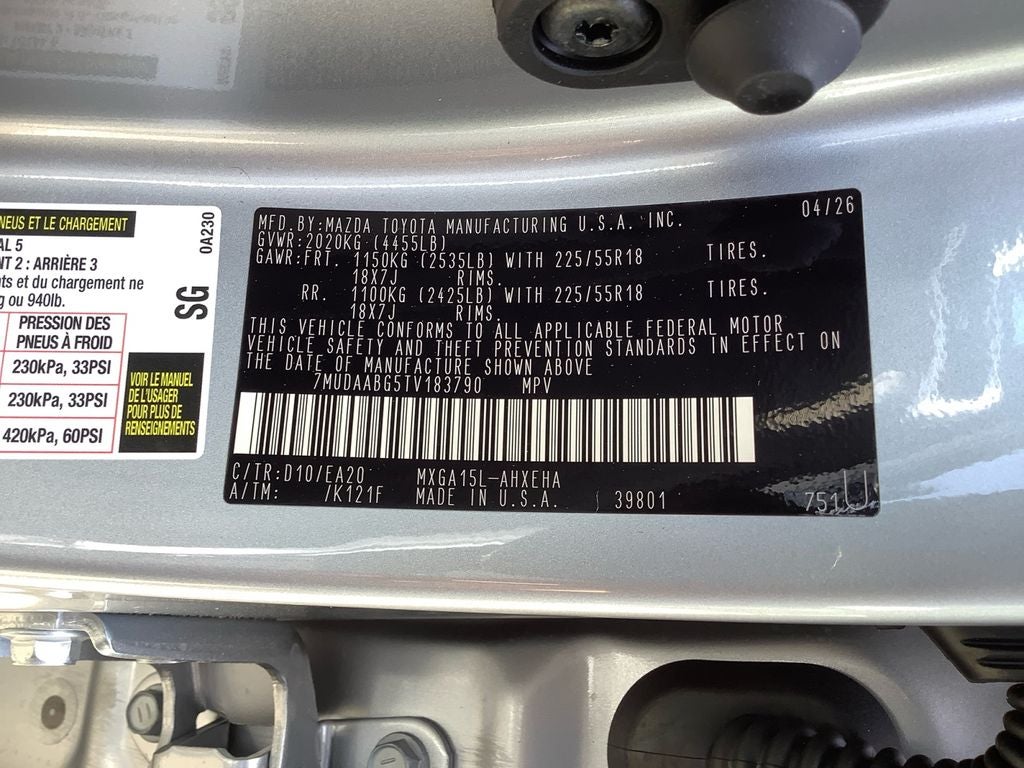 NEUS ET LE CHARGEMENT
AL 5
NT 2 : ARRIÈRE 3
nts et du chargement ne
g ou 940lb.
PRESSION DES
PNEUS À FROID
230kPa, 33PSI
230kPa, 33PSI
420kPa, 60PSI
0A230
SG
VOIR LE MANUEL
DE L'USAGER
POUR PLUS DE
RENSEIGNEMENTS
MFD.BY:MAZDA TOYOTA MANUFACTURING U.S.A. INC. 04/26
GVWR:2020KG (4455LB)
GAWR:FRT. 1150KG (2535LB) WITH 225/55R18 TIRES.
18X7J RIMS.
RR. 1100KG (2425LB) WITH 225/55R18 TIRES.
18X7J RIMS.
THIS VEHICLE CONFORMS TO ALL APPLICABLE FEDERAL MOTOR
VEHICLE SAFETY AND THEFT PREVENTION STANDARDS IN EFFECT ON
THE DATE OF MANUFACTURE SHOWN ABOVE
7MUDAABG5TV183790 MPV
C/TR:D10/EA20 MXGA15L-AHXEHA
A/TM: /K121F MADE IN U.S.A. 39801 751U